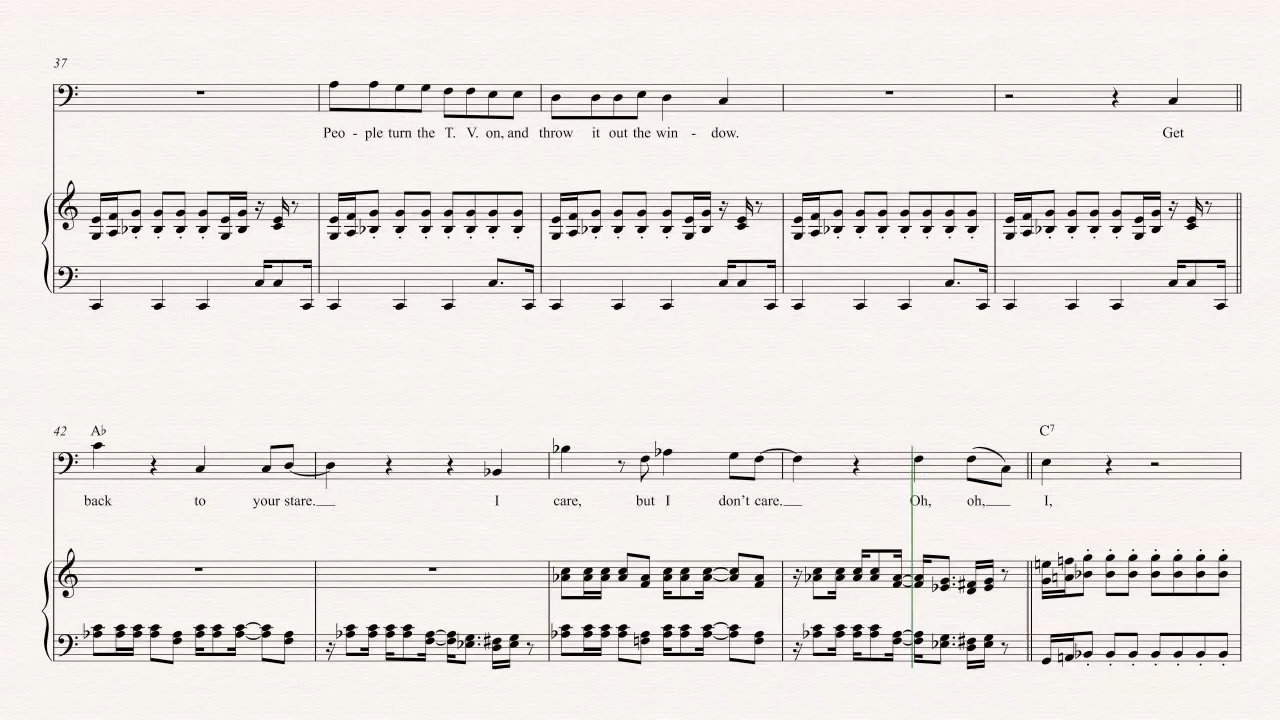 37
Peo - ple turn the T. V. on, and throw it out the win - dow. Get
42 A♭ C7
back to your stare. I care, but I don't care. Oh, oh, I,